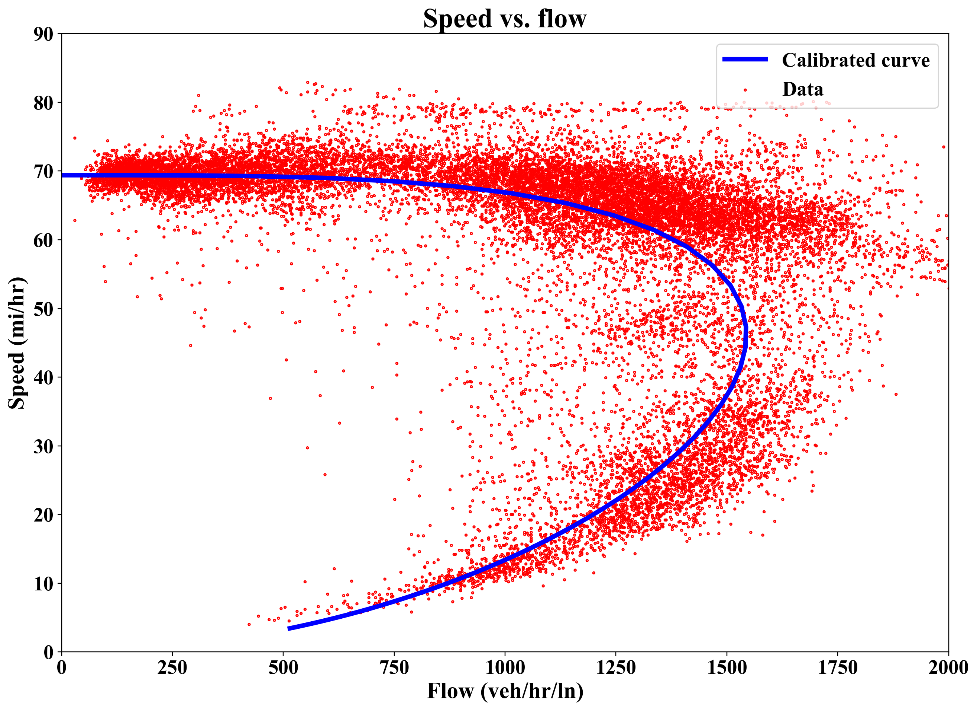 Speed vs. flow
90
80
70
60
50
40
30
20
10
0
Speed (mi/hr)
Calibrated curve
Data
0 250 500 750 1000 1250 1500 1750 2000
Flow (veh/hr/ln)